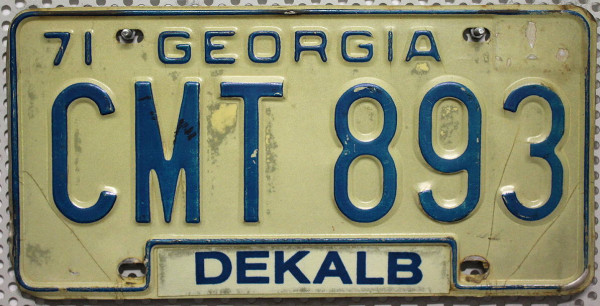 71 GEORGIA
CMT 893
DEKALB